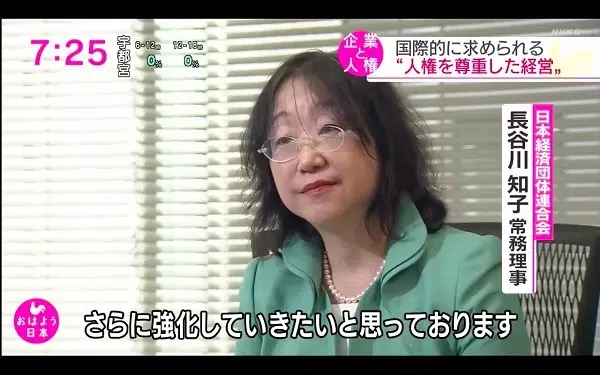 7:25
宇都宮
6-12時
12-18時
0%
0%
NHK G
企業と人権
国際的に求められる
“人権を尊重した経営„
日本経済団体連合会
長谷川 知子 常務理事
おはよう
日本
さらに強化していきたいと思っております